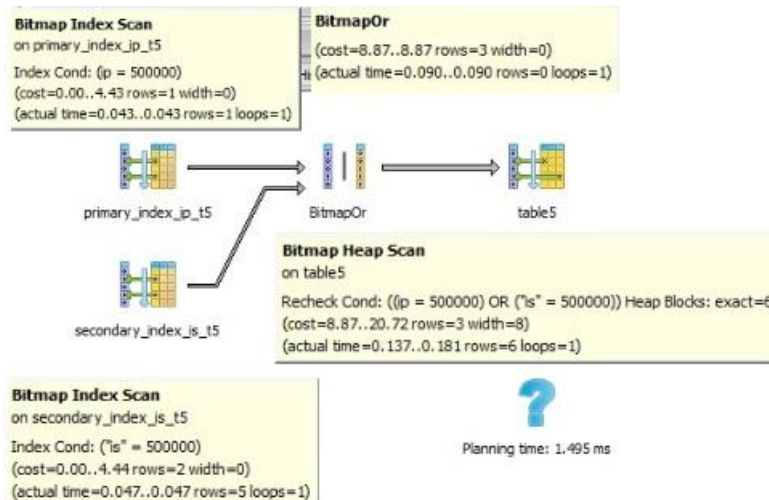 Bitmap Index Scan
on primary_index_ip_t5
Index Cond: (ip = 500000)
(cost=0.00..4.43 rows=1 width=0)
(actual time=0.043..0.043 rows=1 loops=1)
BitmapOr
(cost=8.87..8.87 rows=3 width=0)
(actual time=0.090..0.090 rows=0 loops=1)
primary_index_ip_t5
BitmapOr
table5
secondary_index_is_t5
Bitmap Heap Scan
on table5
Recheck Cond: ((ip = 500000) OR ("is" = 500000)) Heap Blocks: exact=6
(cost=8.87..20.72 rows=3 width=8)
(actual time=0.137..0.181 rows=6 loops=1)
Bitmap Index Scan
on secondary_index_is_t5
Index Cond: ("is" = 500000)
(cost=0.00..4.44 rows=2 width=0)
(actual time=0.047..0.047 rows=5 loops=1)
?
Planning time: 1.495 ms